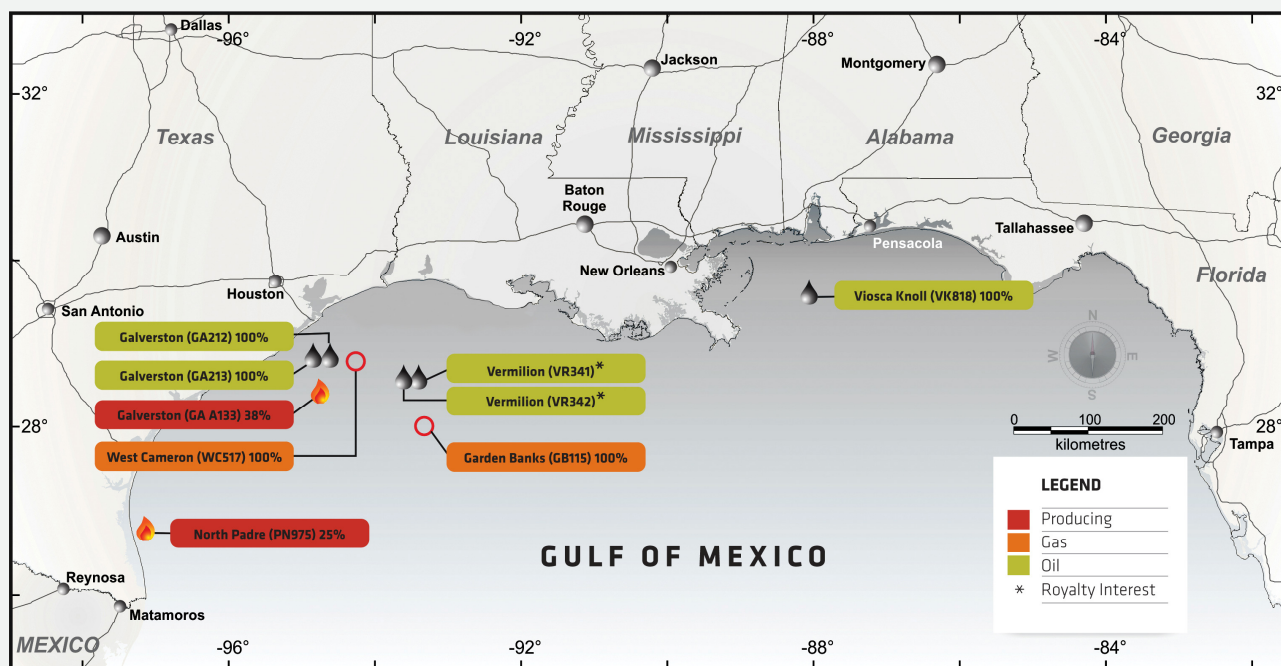 Dallas
-96°
-92°
-88°
-84°
Jackson
Montgomery
32°
32°
Texas
Louisiana
Mississippi
Alabama
Georgia
Baton
Rouge
Austin
Tallahassee
Pensacola
New Orleans
Florida
Houston
San Antonio
Viosca Knoll (VK818) 100%
Galverston (GA212) 100%
Galverston (GA213) 100%
Galverston (GA A133) 38%
West Cameron (WC517) 100%
Vermilion (VR341)*
Vermilion (VR342)*
Garden Banks (GB115) 100%
N
W
E
S
0 100 200
kilometres
28°
28°
Tampa
North Padre (PN975) 25%
GULF OF MEXICO
LEGEND
Producing
Gas
Oil
* Royalty Interest
Reynosa
Matamoros
MEXICO
-96°
-92°
-88°
-84°